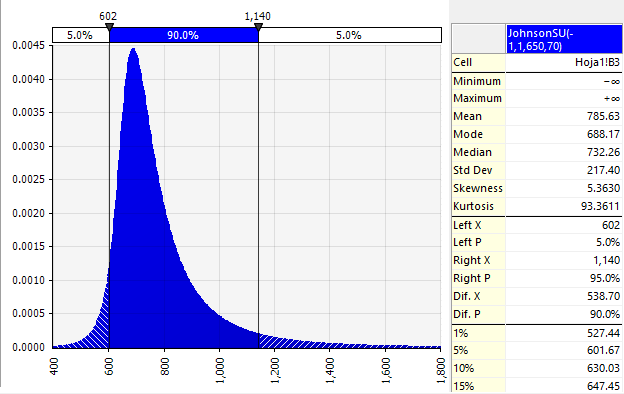 602 1,140
5.0% 90.0% 5.0%
0.0045
0.0040
0.0035
0.0030
0.0025
0.0020
0.0015
0.0010
0.0005
0.0000
400 600 800 1,000 1,200 1,400 1,600 1,800
JohnsonSU(-
1,1,650,70)
Cell Hoja1!B3
Minimum −∞
Maximum +∞
Mean 785.63
Mode 688.17
Median 732.26
Std Dev 217.40
Skewness 5.3630
Kurtosis 93.3611
Left X 602
Left P 5.0%
Right X 1,140
Right P 95.0%
Dif. X 538.70
Dif. P 90.0%
1% 527.44
5% 601.67
10% 630.03
15% 647.45